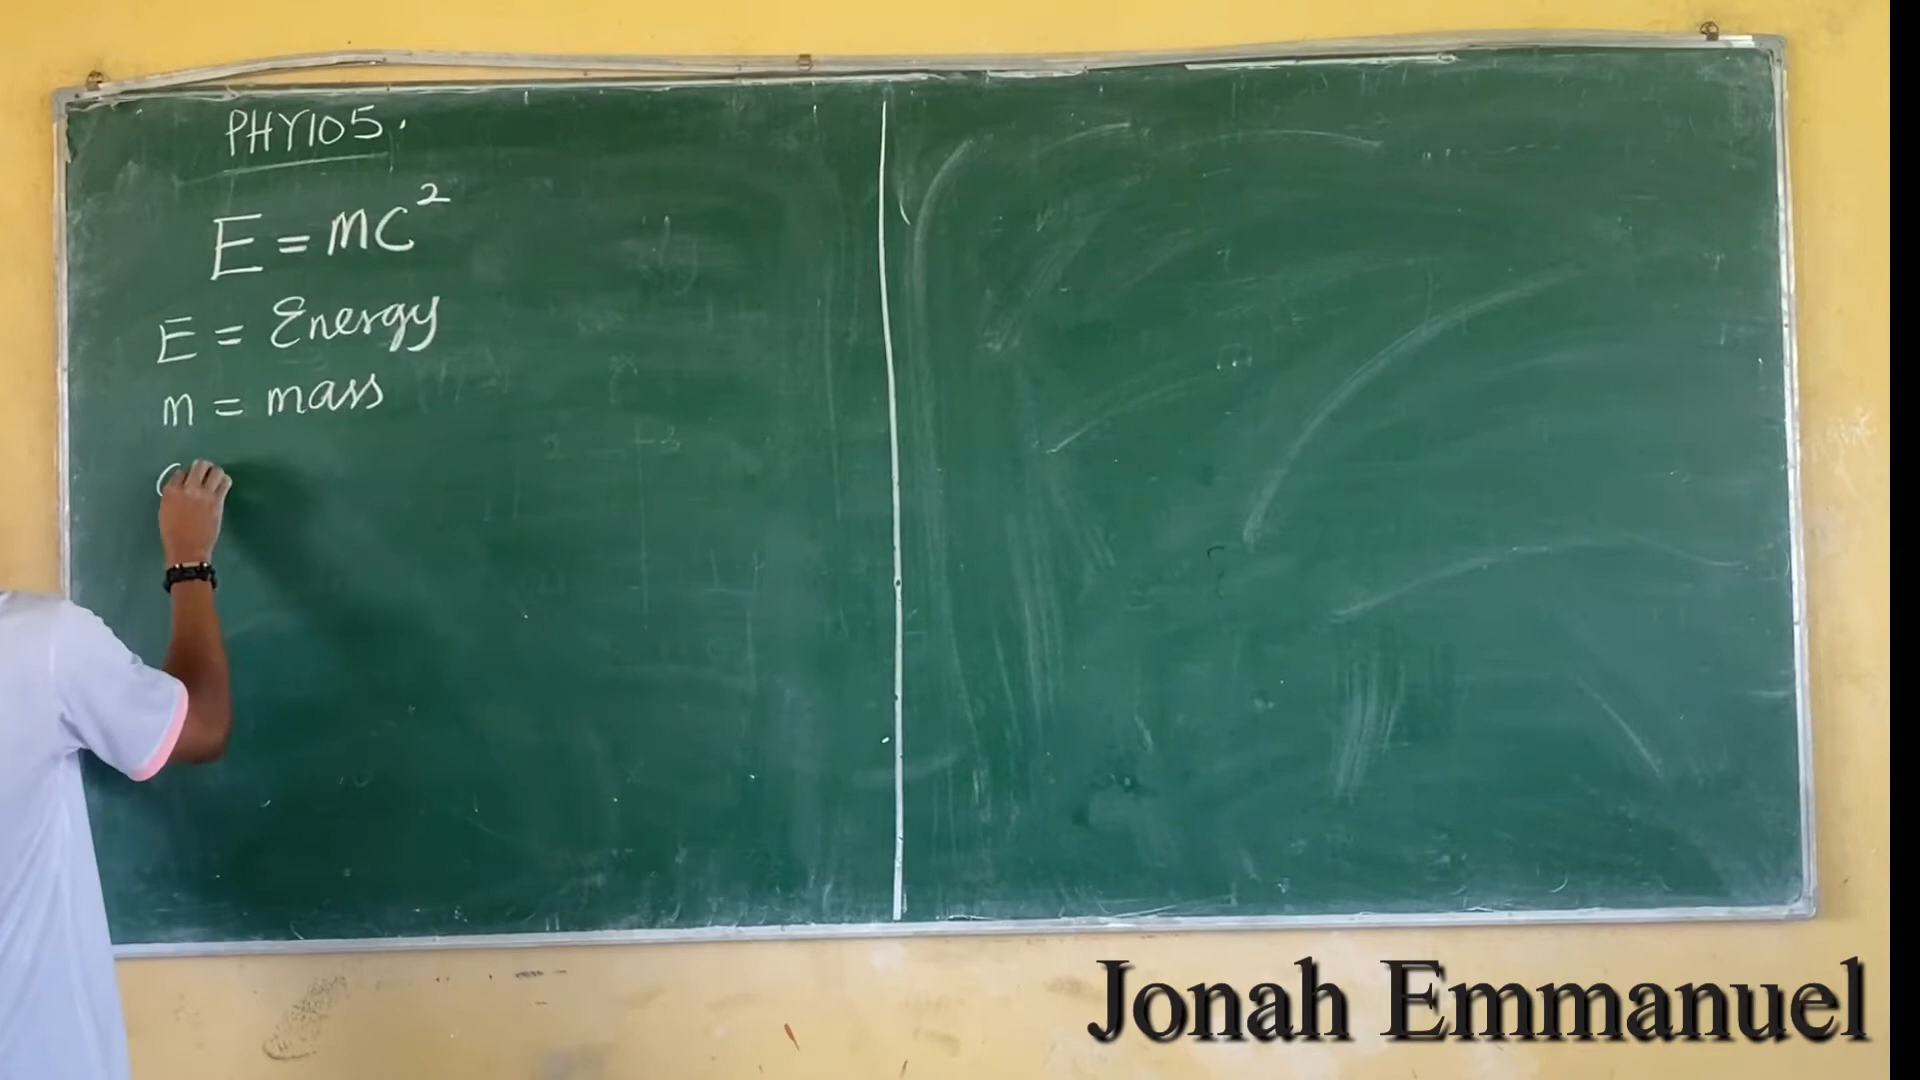 PHY105.
E = mc²
E = Energy
m = mass
C
Jonah Emmanuel